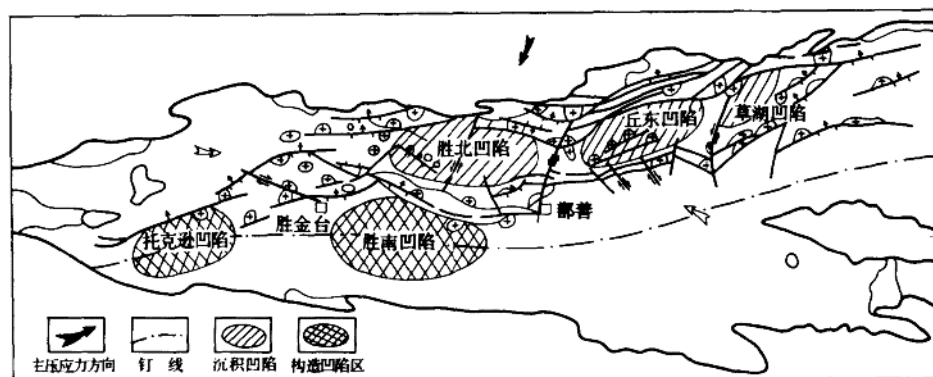 丘东凹陷
草湖凹陷
胜北凹陷
鄯善
胜金台
托克逊凹陷
胜南凹陷
主压应力方向
钉 线
沉积凹陷
构造凹陷区